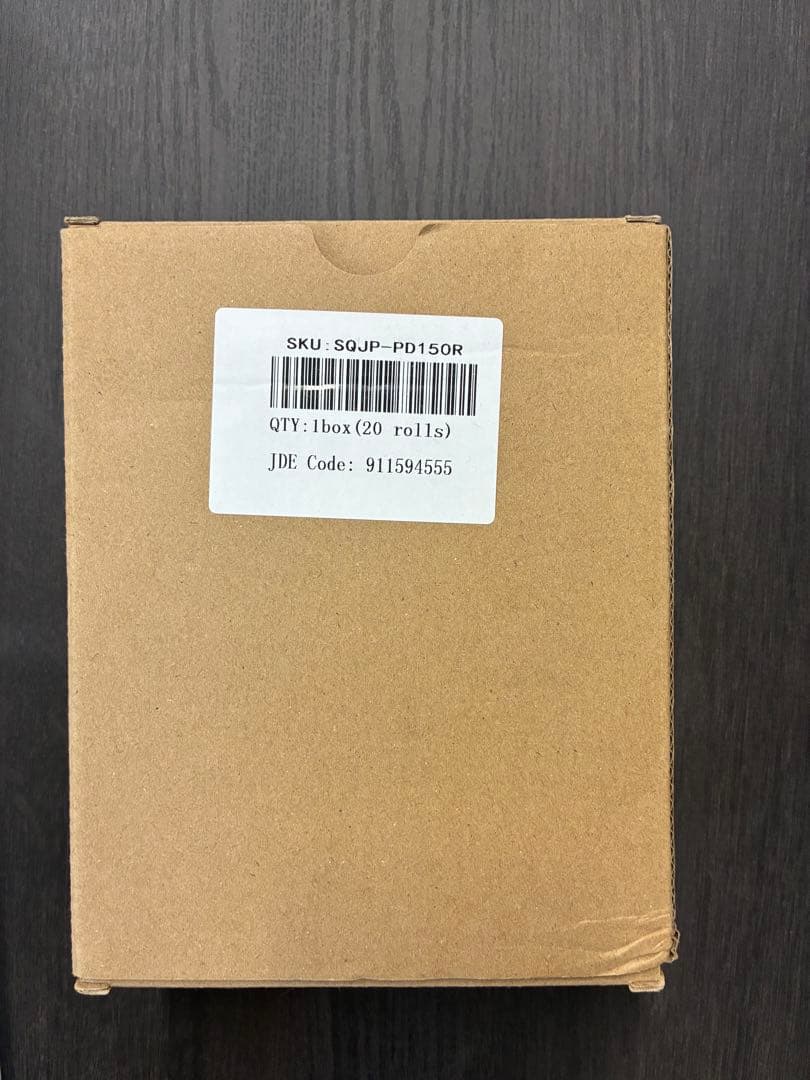 SKU:SQJP-PD150R
QTY:1box(20 rolls)
JDE Code: 911594555